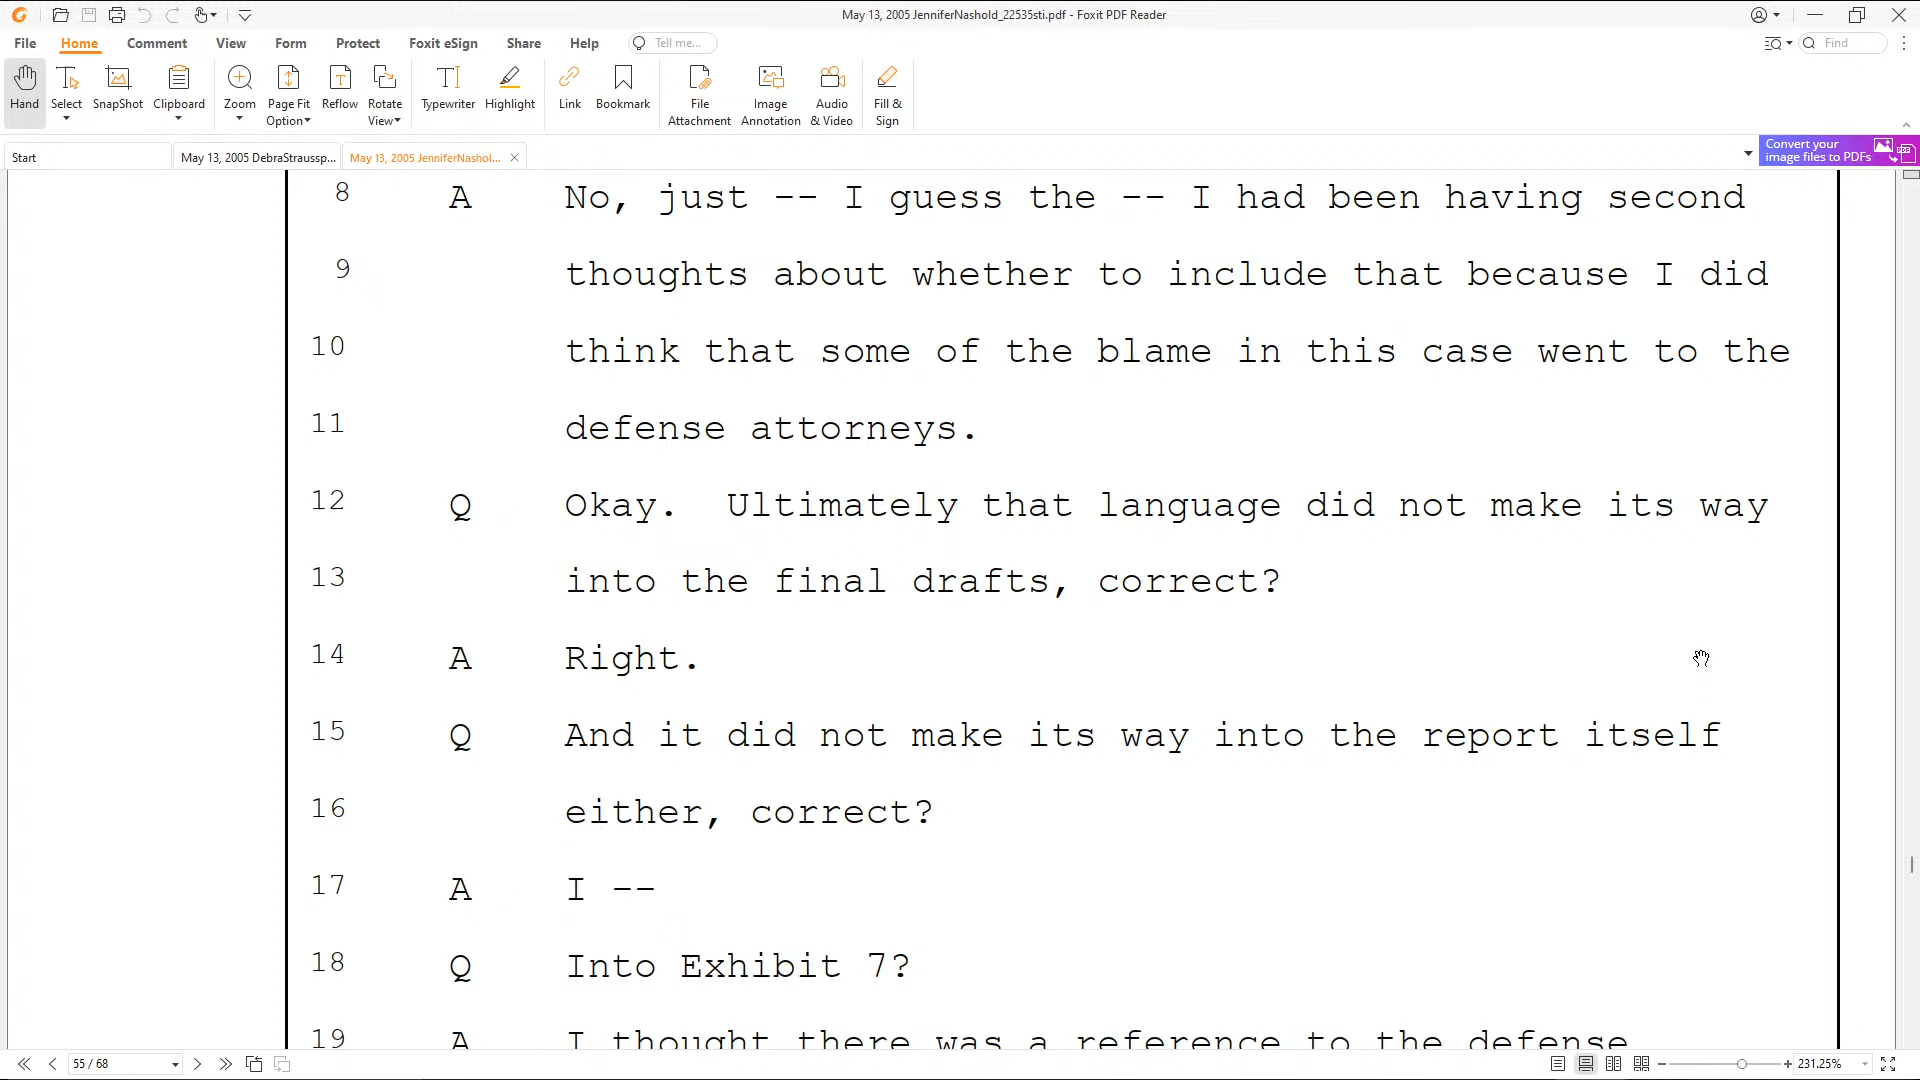 May 13, 2005 JenniferNashold_22535sti.pdf - Foxit PDF Reader
File Home Comment View Form Protect Foxit eSign Share Help Tell me... Find
Hand Select SnapShot Clipboard Zoom Page Fit Option Reflow Rotate View Typewriter Highlight Link Bookmark File Attachment Image Annotation Audio & Video Fill & Sign
Start May 13, 2005 DebraStraussp... May 13, 2005 JenniferNashol...
Convert your
image files to PDFs
8 A No, just -- I guess the -- I had been having second
9 thoughts about whether to include that because I did
10 think that some of the blame in this case went to the
11 defense attorneys.
12 Q Okay. Ultimately that language did not make its way
13 into the final drafts, correct?
14 A Right.
15 Q And it did not make its way into the report itself
16 either, correct?
17 A I --
18 Q Into Exhibit 7?
19 A I thought there was a reference to the defense
55 / 68 231.25%